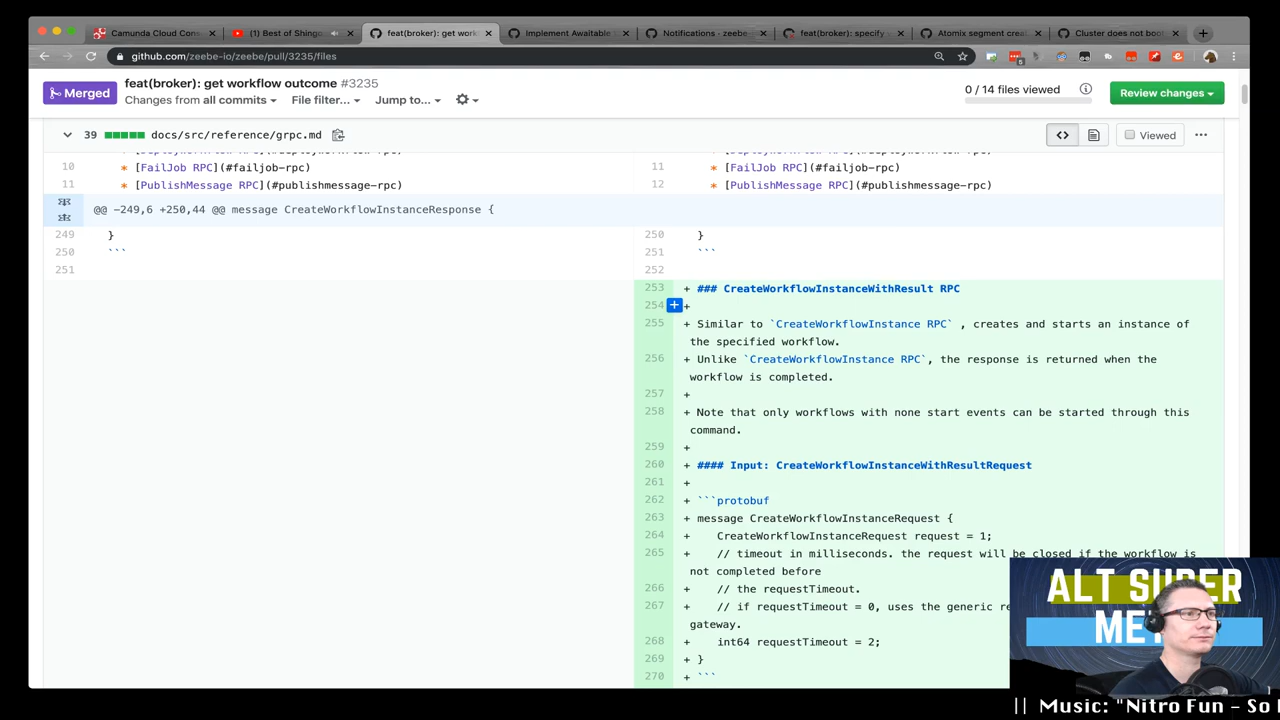 Camunda Cloud Cons
(1) Best of Shing
feat(broker): get work
Implement Awaitable
Notifications · zeebe-
feat(broker): specify
Atomix segment crea
Cluster does not boo
github.com/zeebe-io/zeebe/pull/3235/files
feat(broker): get workflow outcome #3235
Merged
Changes from all commits
File filter...
Jump to...
0 / 14 files viewed
Review changes
39 docs/src/reference/grpc.md
Viewed
10 * [FailJob RPC](#failjob-rpc)
11 * [FailJob RPC](#failjob-rpc)
11 * [PublishMessage RPC](#publishmessage-rpc)
12 * [PublishMessage RPC](#publishmessage-rpc)
@@ -249,6 +250,44 @@ message CreateWorkflowInstanceResponse {
249 }
250 }
250 ```
251 ```
251
252
253 + ### CreateWorkflowInstanceWithResult RPC
254 +
255 + Similar to `CreateWorkflowInstance RPC` , creates and starts an instance of
the specified workflow.
256 + Unlike `CreateWorkflowInstance RPC`, the response is returned when the
workflow is completed.
257 +
258 + Note that only workflows with none start events can be started through this
command.
259 +
260 + #### Input: CreateWorkflowInstanceWithResultRequest
261 +
262 + ```protobuf
263 + message CreateWorkflowInstanceRequest {
264 + CreateWorkflowInstanceRequest request = 1;
265 + // timeout in milliseconds. the request will be closed if the workflow is
not completed before
266 + // the requestTimeout.
267 + // if requestTimeout = 0, uses the generic re
gateway.
268 + int64 requestTimeout = 2;
269 + }
270 + ```
ALT SUPER
|| Music: "Nitro Fun - So